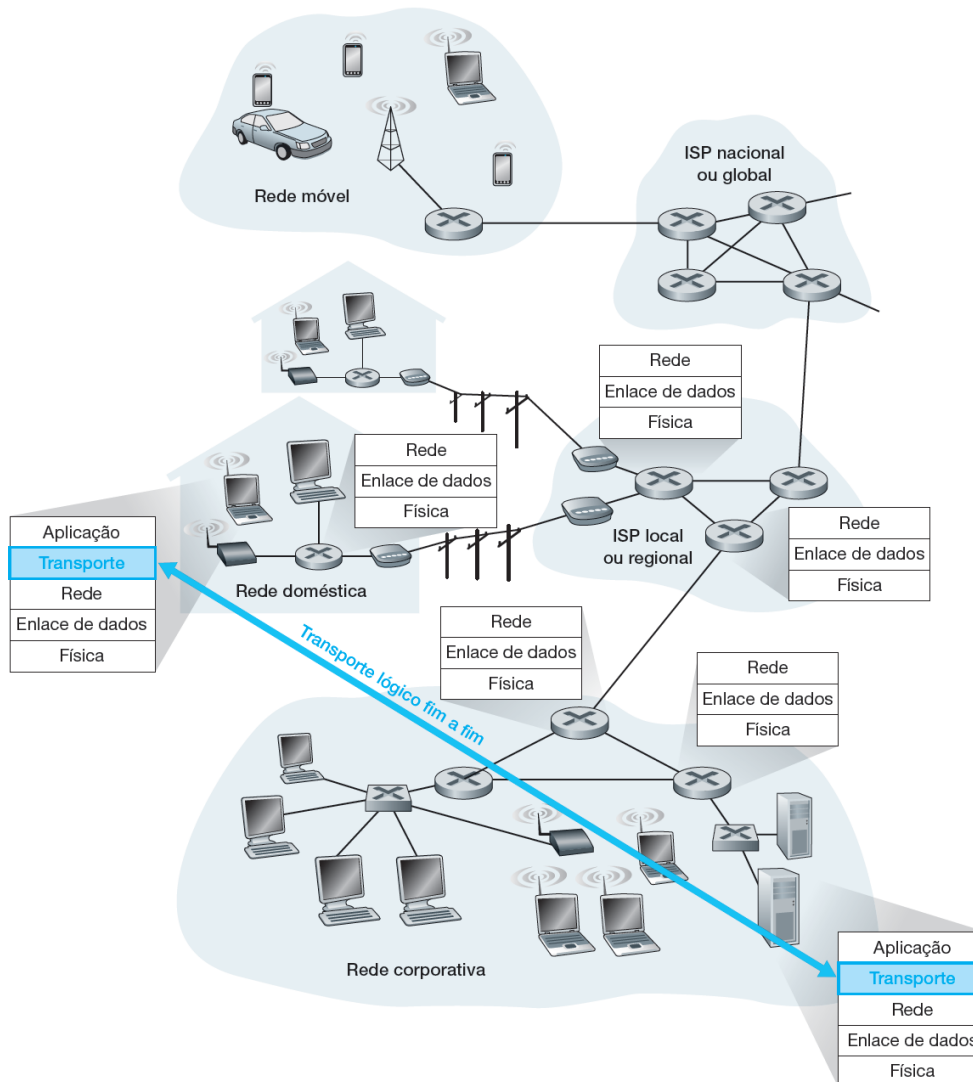 Rede móvel
ISP nacional
ou global
Rede
Enlace de dados
Física
Rede
Enlace de dados
Física
ISP local
ou regional
Rede
Enlace de dados
Física
Aplicação
Transporte
Rede
Enlace de dados
Física
Rede doméstica
Transporte lógico fim a fim
Rede
Enlace de dados
Física
Rede
Enlace de dados
Física
Rede corporativa
Aplicação
Transporte
Rede
Enlace de dados
Física